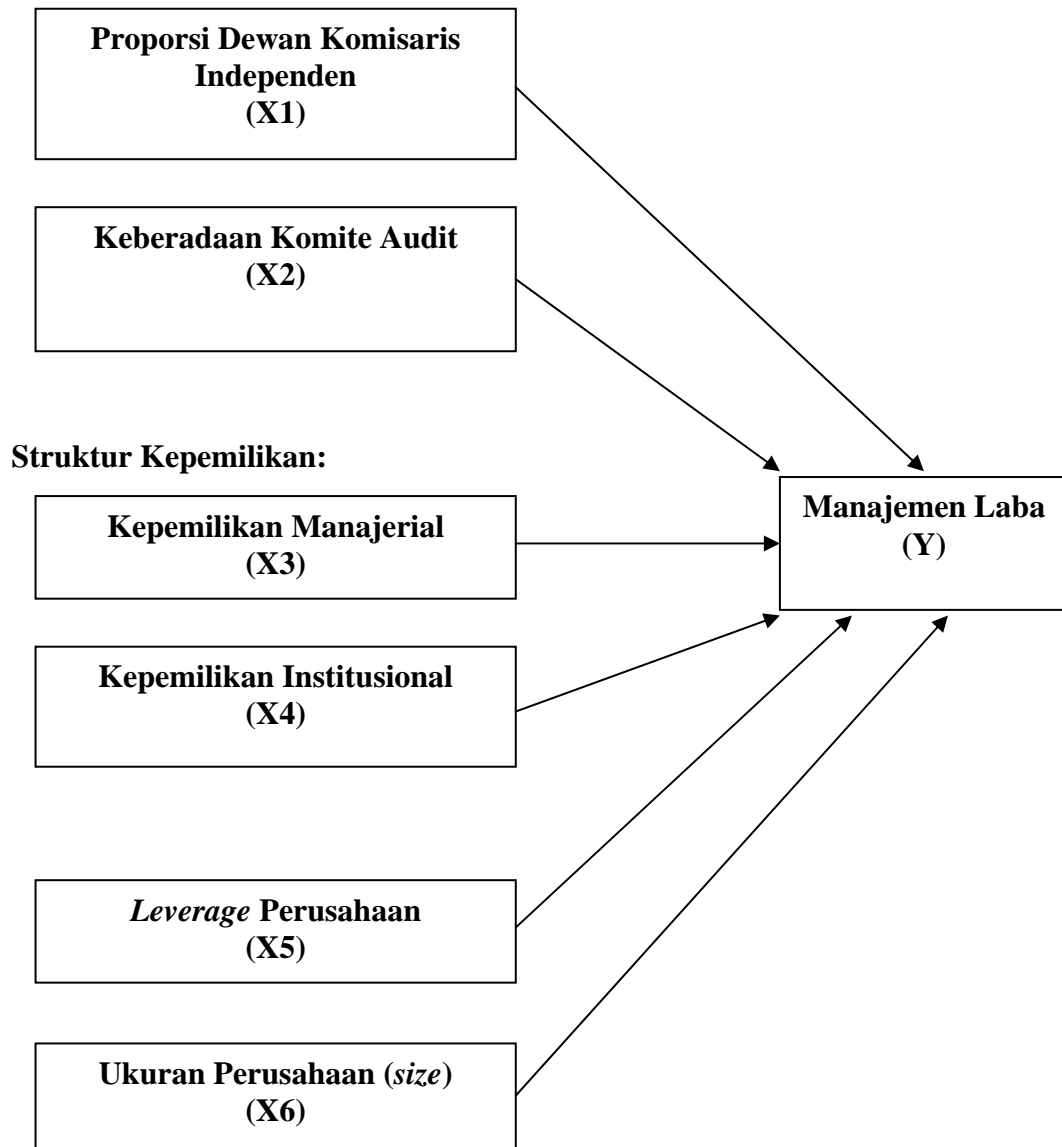 Proporsi Dewan Komisaris
Independen
(X1)
Keberadaan Komite Audit
(X2)
Struktur Kepemilikan:
Kepemilikan Manajerial
(X3)
Kepemilikan Institusional
(X4)
Leverage Perusahaan
(X5)
Ukuran Perusahaan (size)
(X6)
Manajemen Laba
(Y)